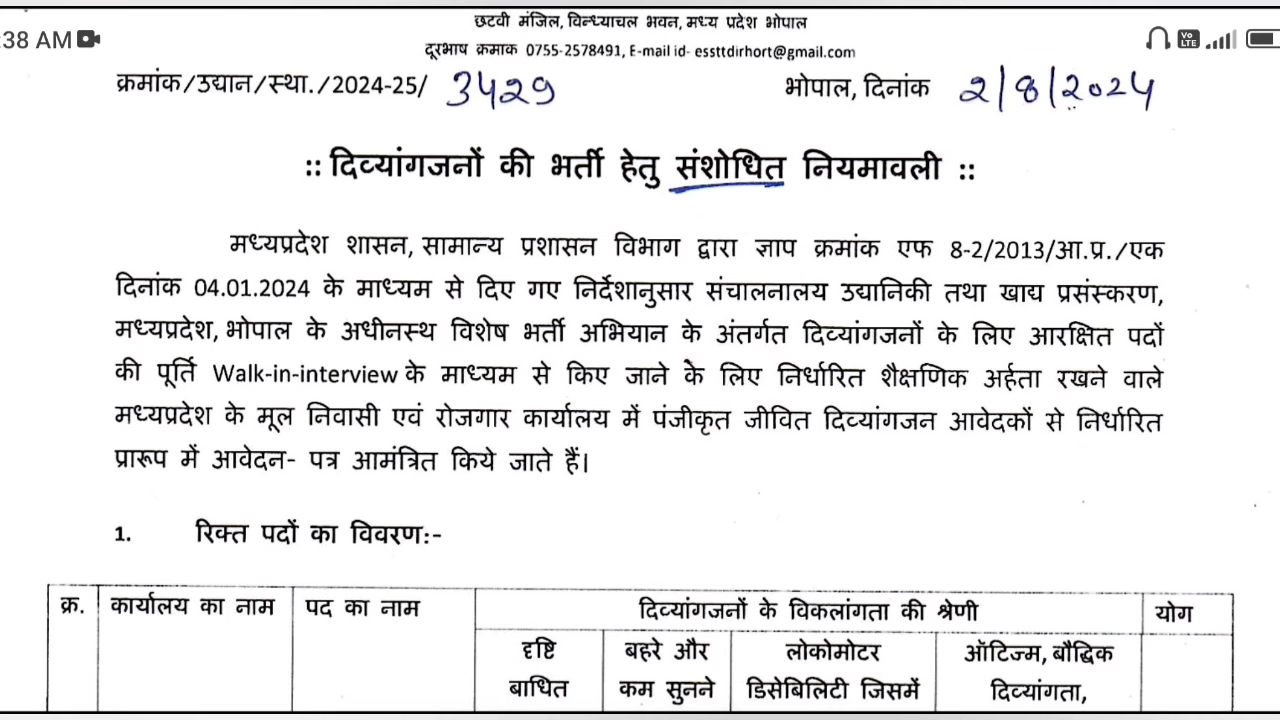 छटवी मंजिल, विन्ध्याचल भवन, मध्य प्रदेश भोपाल
:38 AM
दूरभाष क्रमाक 0755-2578491, E-mail id- essttdirhort@gmail.com
Vo LTE
क्रमांक/उद्यान/स्था./2024-25/ 3429 भोपाल, दिनांक 2/8/2024
:: दिव्यांगजनों की भर्ती हेतु संशोधित नियमावली ::
मध्यप्रदेश शासन, सामान्य प्रशासन विभाग द्वारा ज्ञाप क्रमांक एफ 8-2/2013/आ.प्र./एक
दिनांक 04.01.2024 के माध्यम से दिए गए निर्देशानुसार संचालनालय उद्यानिकी तथा खाद्य प्रसंस्करण,
मध्यप्रदेश, भोपाल के अधीनस्थ विशेष भर्ती अभियान के अंतर्गत दिव्यांगजनों के लिए आरक्षित पदों
की पूर्ति Walk-in-interview के माध्यम से किए जाने के लिए निर्धारित शैक्षणिक अर्हता रखने वाले
मध्यप्रदेश के मूल निवासी एवं रोजगार कार्यालय में पंजीकृत जीवित दिव्यांगजन आवेदकों से निर्धारित
प्रारूप में आवेदन- पत्र आमंत्रित किये जाते हैं।
1. रिक्त पदों का विवरण:-
क्र. कार्यालय का नाम पद का नाम दिव्यांगजनों के विकलांगता की श्रेणी योग
दृष्टि बहरे और लोकोमोटर ऑटिज्म, बौद्धिक
बाधित कम सुनने डिसेबिलिटी जिसमें दिव्यांगता,